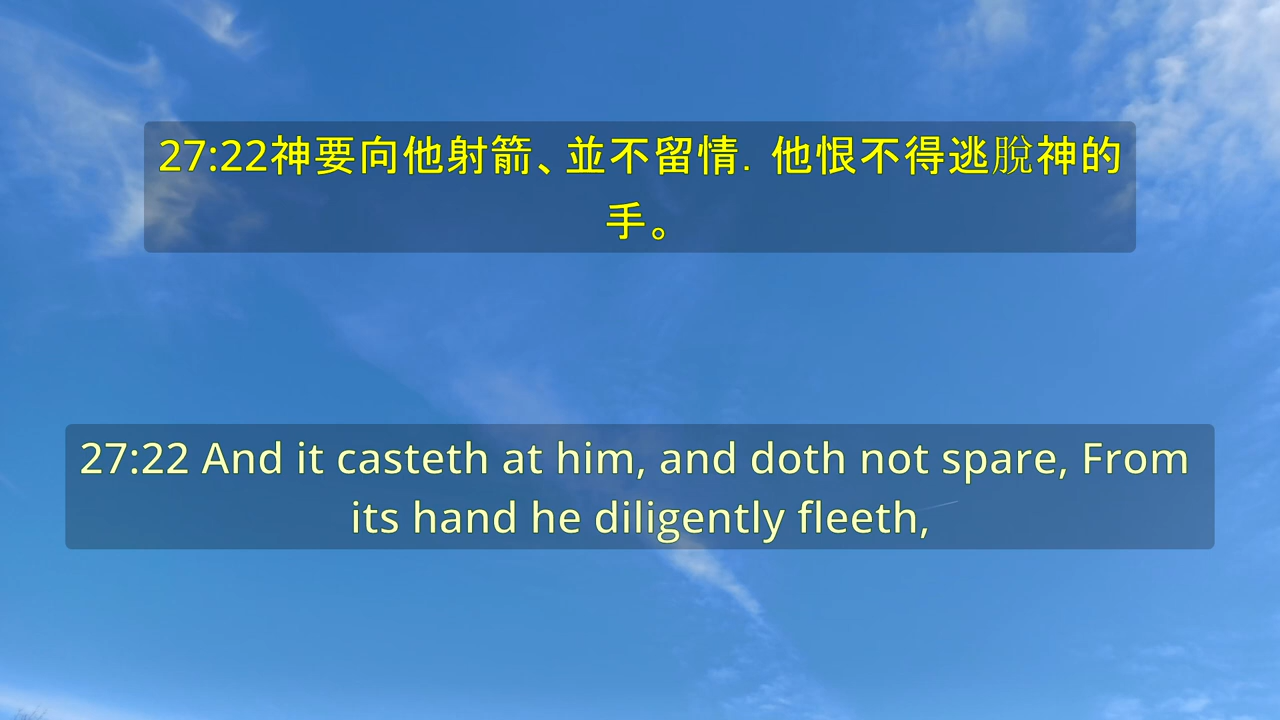 27:22神要向他射箭、並不留情．他恨不得逃脫神的
手。
27:22 And it casteth at him, and doth not spare, From
its hand he diligently fleeth,